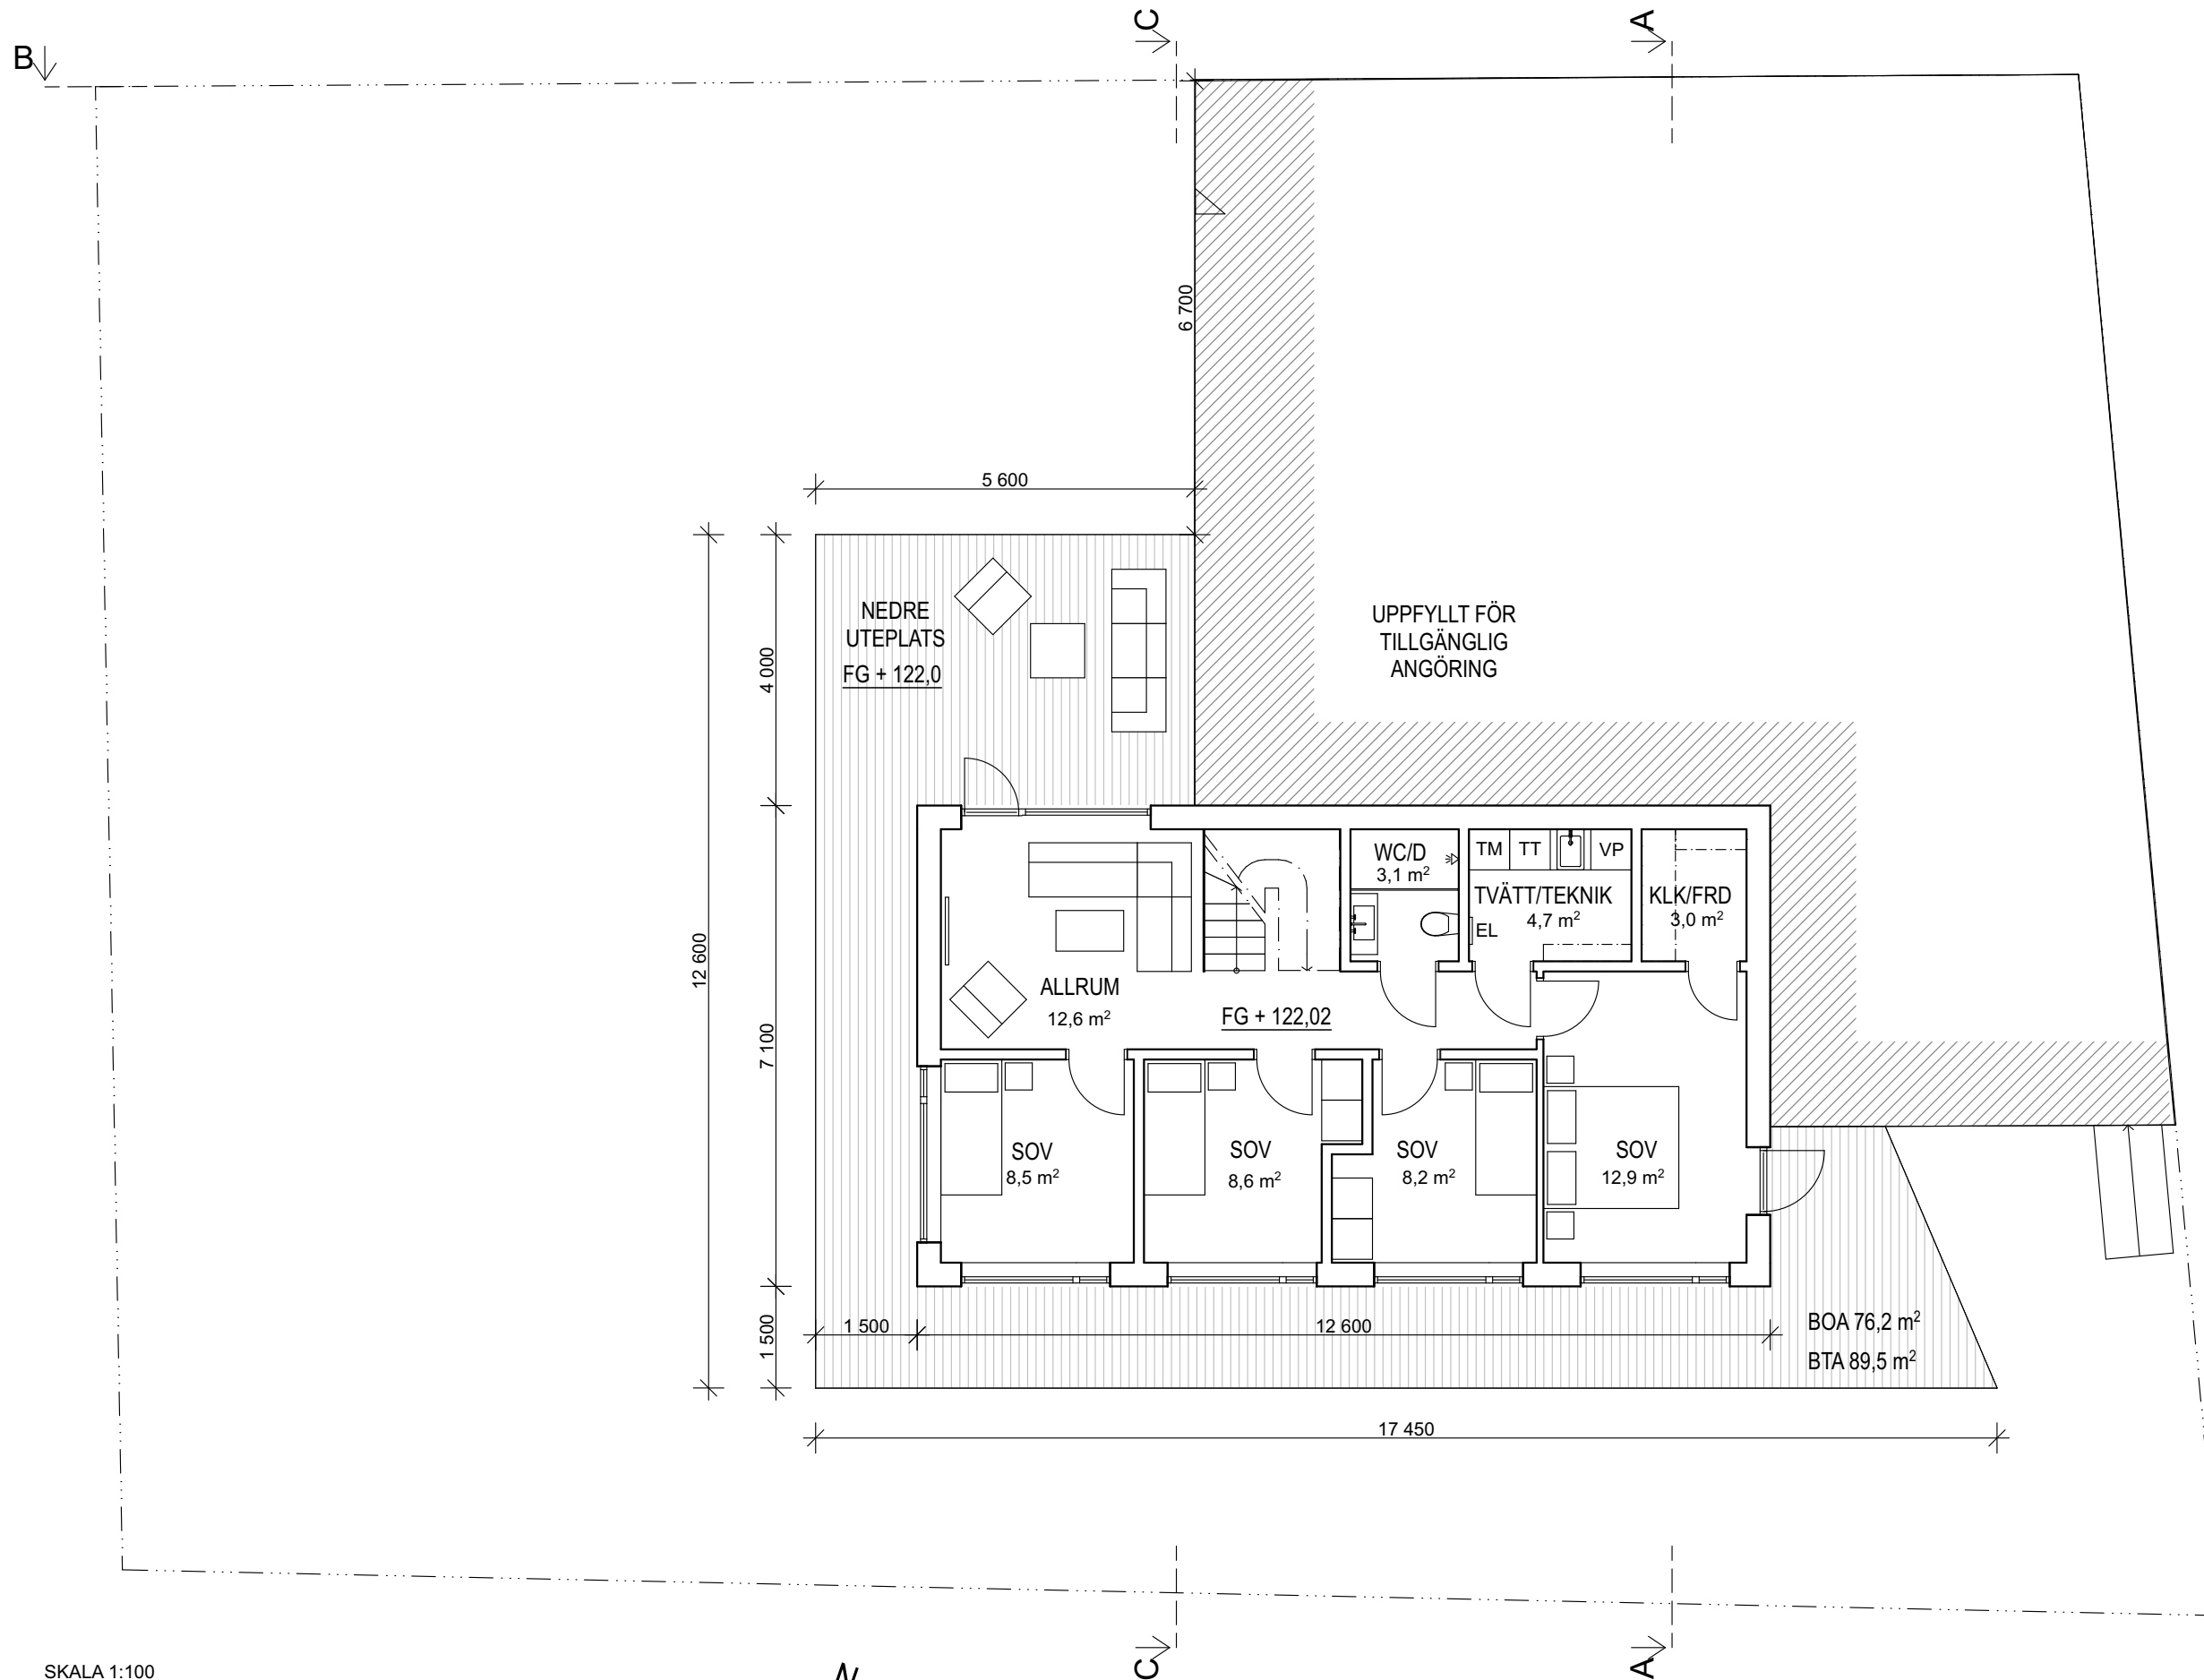 C
A
B
6 700
5 600
NEDRE
UTEPLATS
FG + 122,0
UPPFYLLT FÖR
TILLGÄNGLIG
ANGÖRING
4 000
12 600
7 100
1 500
WC/D
3,1 m²
TM
TT
VP
TVÄTT/TEKNIK
4,7 m²
EL
KLK/FRD
3,0 m²
ALLRUM
12,6 m²
FG + 122,02
SOV
8,5 m²
SOV
8,6 m²
SOV
8,2 m²
SOV
12,9 m²
1 500
12 600
BOA 76,2 m²
BTA 89,5 m²
17 450
SKALA 1:100
C
A